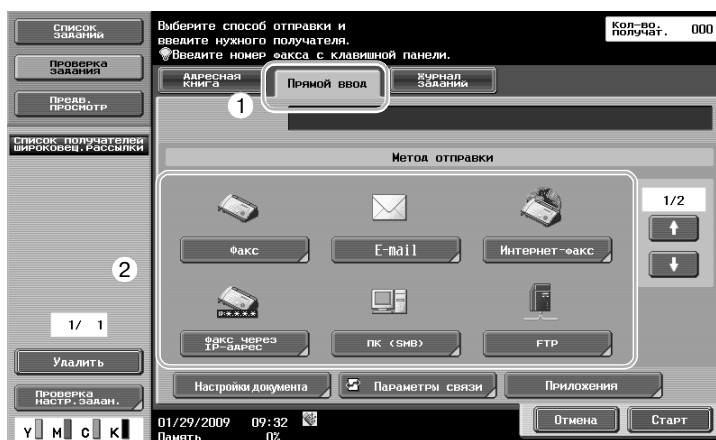 Список заданий
Проверка задания
Предв. просмотр
Список получателей
широковещ.рассылки
1/ 1
Удалить
Проверка
настр.задан.
Y M C K
Выберите способ отправки и
введите нужного получателя.
Введите номер факса с клавишной панели.
Кол-во.
получат. 000
Адресная
книга
Прямой ввод
Журнал
заданий
1
Метод отправки
2
Факс
E-mail
Интернет-факс
IP:*.*.*.*
Факс через
IP-адрес
ПК (SMB)
FTP
1/2
Настройки документа
Параметры связи
Приложения
01/29/2009 09:32
Память 0%
Отмена
Старт